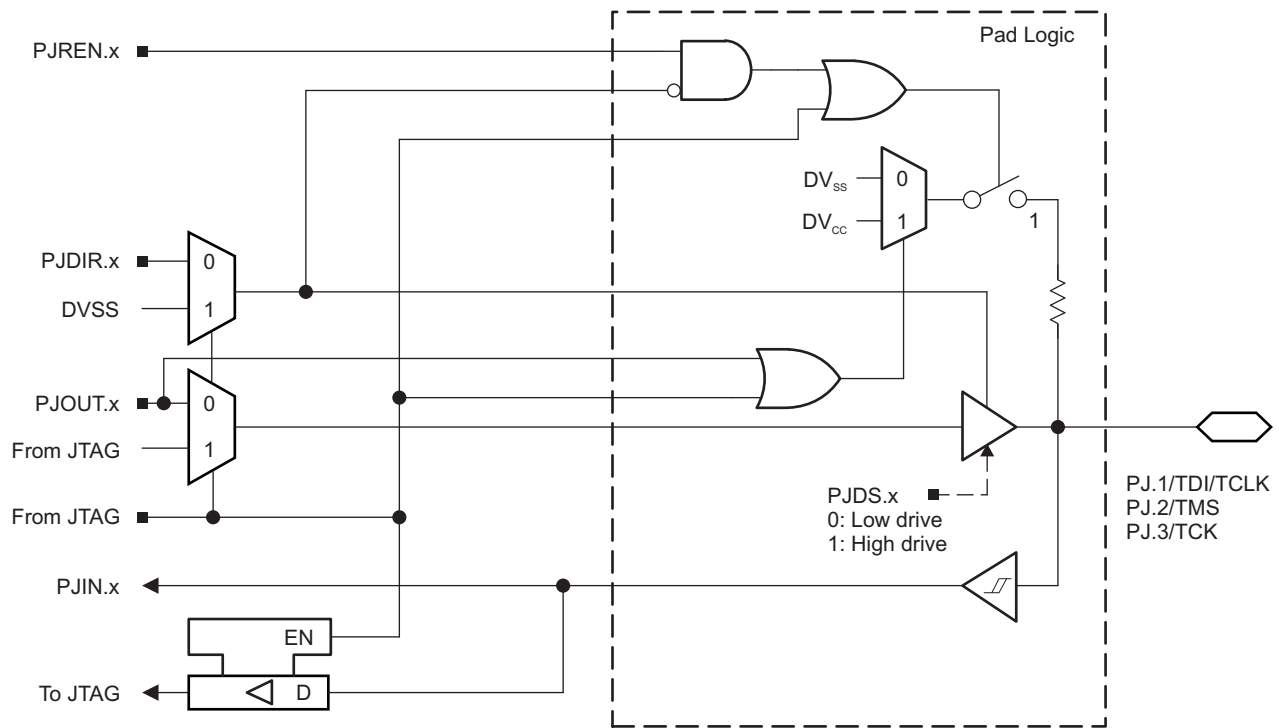 Pad Logic
PJREN.x
DVSS 0
DVCC 1
1
PJDIR.x 0
DVSS 1
PJOUT.x 0
From JTAG 1
From JTAG
PJDS.x
0: Low drive
1: High drive
PJ.1/TDI/TCLK
PJ.2/TMS
PJ.3/TCK
PJIN.x
EN
To JTAG D